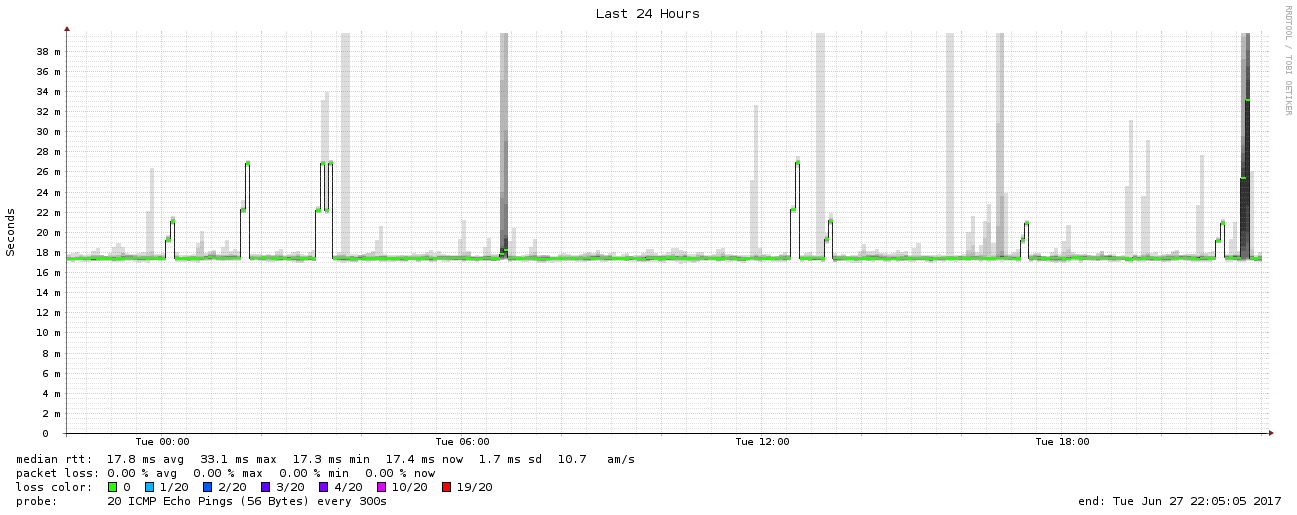 Last 24 Hours
RRDTOOL / TOBI OETIKER
Seconds
38 m
36 m
34 m
32 m
30 m
28 m
26 m
24 m
22 m
20 m
18 m
16 m
14 m
12 m
10 m
8 m
6 m
4 m
2 m
0
Tue 00:00 Tue 06:00 Tue 12:00 Tue 18:00
median rtt: 17.8 ms avg 33.1 ms max 17.3 ms min 17.4 ms now 1.7 ms sd 10.7 am/s
packet loss: 0.00 % avg 0.00 % max 0.00 % min 0.00 % now
loss color: 0 1/20 2/20 3/20 4/20 10/20 19/20
probe: 20 ICMP Echo Pings (56 Bytes) every 300s end: Tue Jun 27 22:05:05 2017